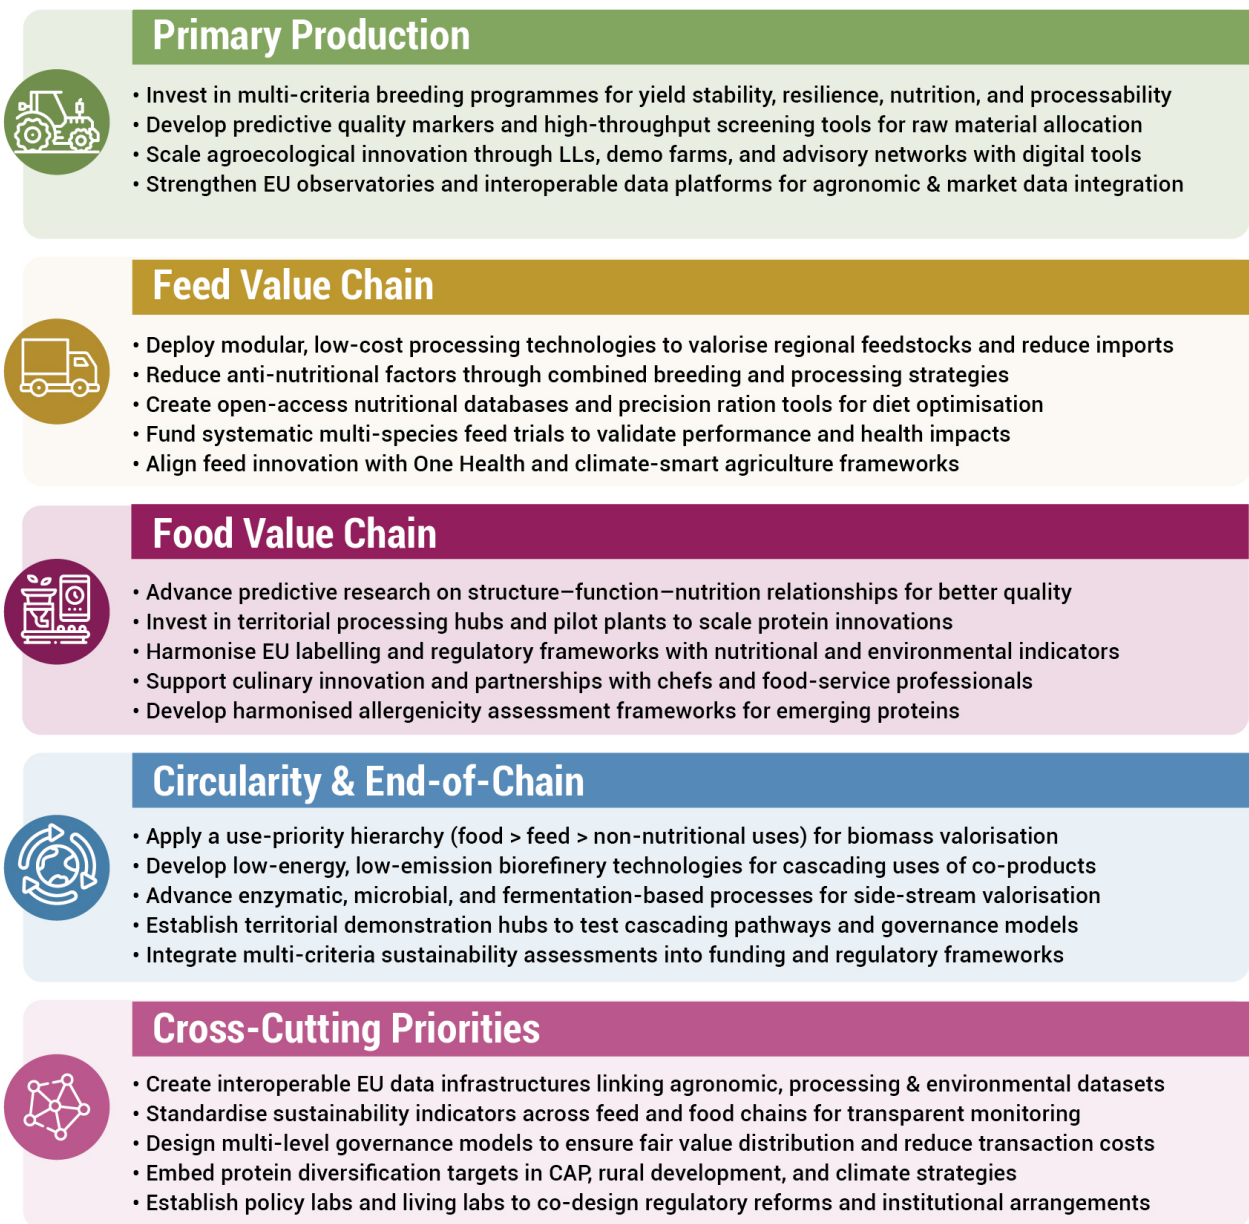 Primary Production
• Invest in multi-criteria breeding programmes for yield stability, resilience, nutrition, and processability
• Develop predictive quality markers and high-throughput screening tools for raw material allocation
• Scale agroecological innovation through LLs, demo farms, and advisory networks with digital tools
• Strengthen EU observatories and interoperable data platforms for agronomic & market data integration
Feed Value Chain
• Deploy modular, low-cost processing technologies to valorise regional feedstocks and reduce imports
• Reduce anti-nutritional factors through combined breeding and processing strategies
• Create open-access nutritional databases and precision ration tools for diet optimisation
• Fund systematic multi-species feed trials to validate performance and health impacts
• Align feed innovation with One Health and climate-smart agriculture frameworks
Food Value Chain
• Advance predictive research on structure–function–nutrition relationships for better quality
• Invest in territorial processing hubs and pilot plants to scale protein innovations
• Harmonise EU labelling and regulatory frameworks with nutritional and environmental indicators
• Support culinary innovation and partnerships with chefs and food-service professionals
• Develop harmonised allergenicity assessment frameworks for emerging proteins
Circularity & End-of-Chain
• Apply a use-priority hierarchy (food > feed > non-nutritional uses) for biomass valorisation
• Develop low-energy, low-emission biorefinery technologies for cascading uses of co-products
• Advance enzymatic, microbial, and fermentation-based processes for side-stream valorisation
• Establish territorial demonstration hubs to test cascading pathways and governance models
• Integrate multi-criteria sustainability assessments into funding and regulatory frameworks
Cross-Cutting Priorities
• Create interoperable EU data infrastructures linking agronomic, processing & environmental datasets
• Standardise sustainability indicators across feed and food chains for transparent monitoring
• Design multi-level governance models to ensure fair value distribution and reduce transaction costs
• Embed protein diversification targets in CAP, rural development, and climate strategies
• Establish policy labs and living labs to co-design regulatory reforms and institutional arrangements